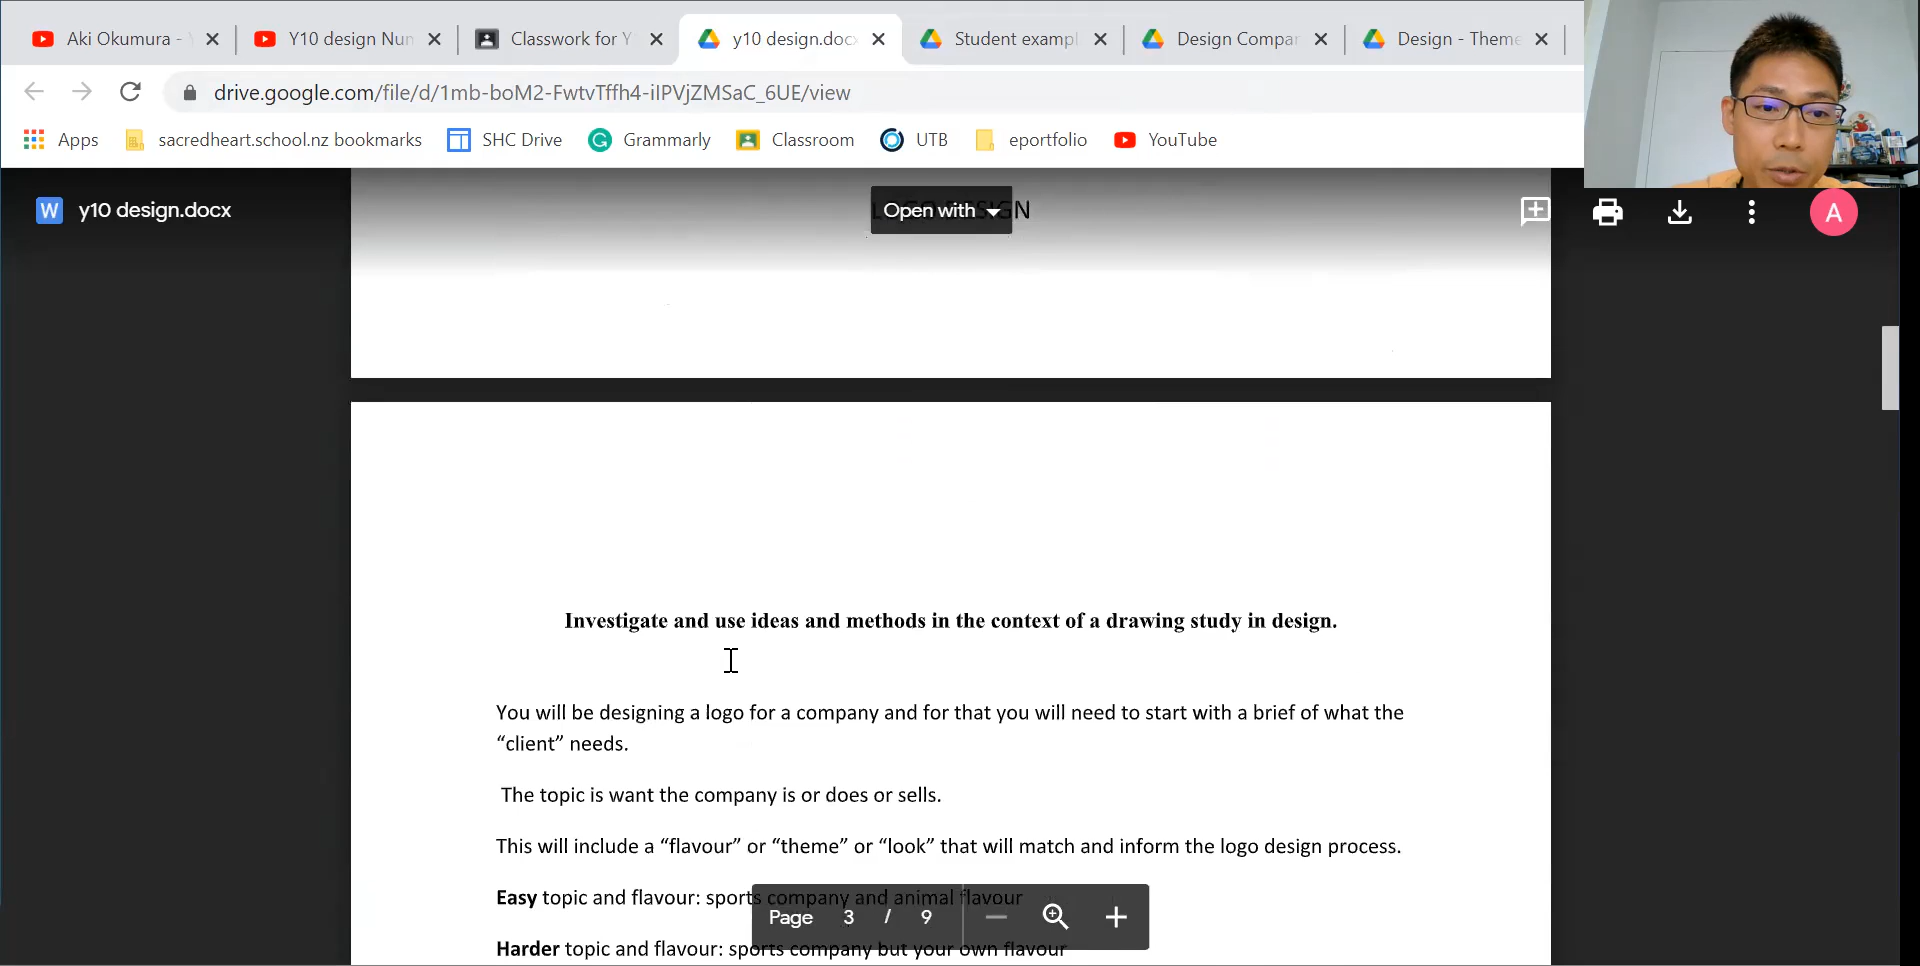 Aki Okumura -
Y10 design Nun
Classwork for Y
y10 design.docx
Student exampl
Design Compar
Design - Theme
drive.google.com/file/d/1mb-boM2-FwtvTffh4-iIPVjZMSaC_6UE/view
Apps
sacredheart.school.nz bookmarks
SHC Drive
Grammarly
Classroom
UTB
eportfolio
YouTube
W
y10 design.docx
Open with
A
Investigate and use ideas and methods in the context of a drawing study in design.
You will be designing a logo for a company and for that you will need to start with a brief of what the
“client” needs.
The topic is want the company is or does or sells.
This will include a “flavour” or “theme” or “look” that will match and inform the logo design process.
Easy topic and flavour: sports company and animal flavour
Page 3 / 9
Harder topic and flavour: sports company but your own flavour